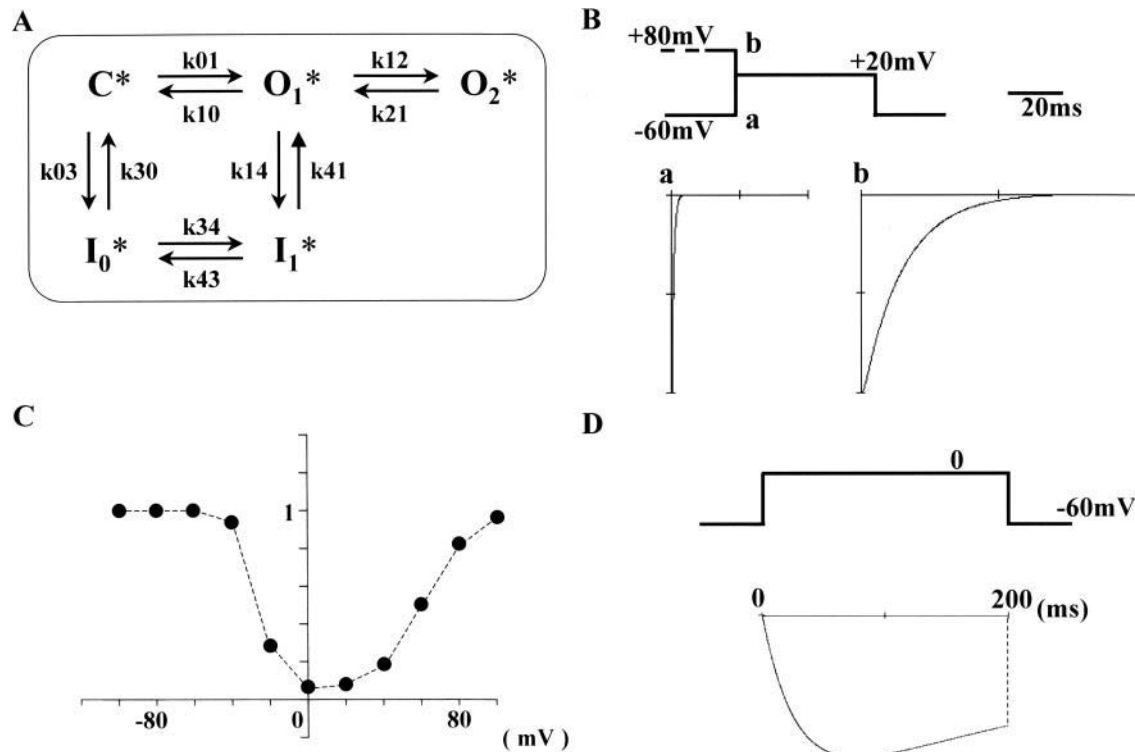 A
C* k01 k10 O1* k12 k21 O2*
k03 k30 k14 k41
I0* k34 k43 I1*
B
+80mV b +20mV
-60mV a 20ms
a b
C
1
-80 0 80 ( mV )
D
0
-60mV
0 200 (ms)